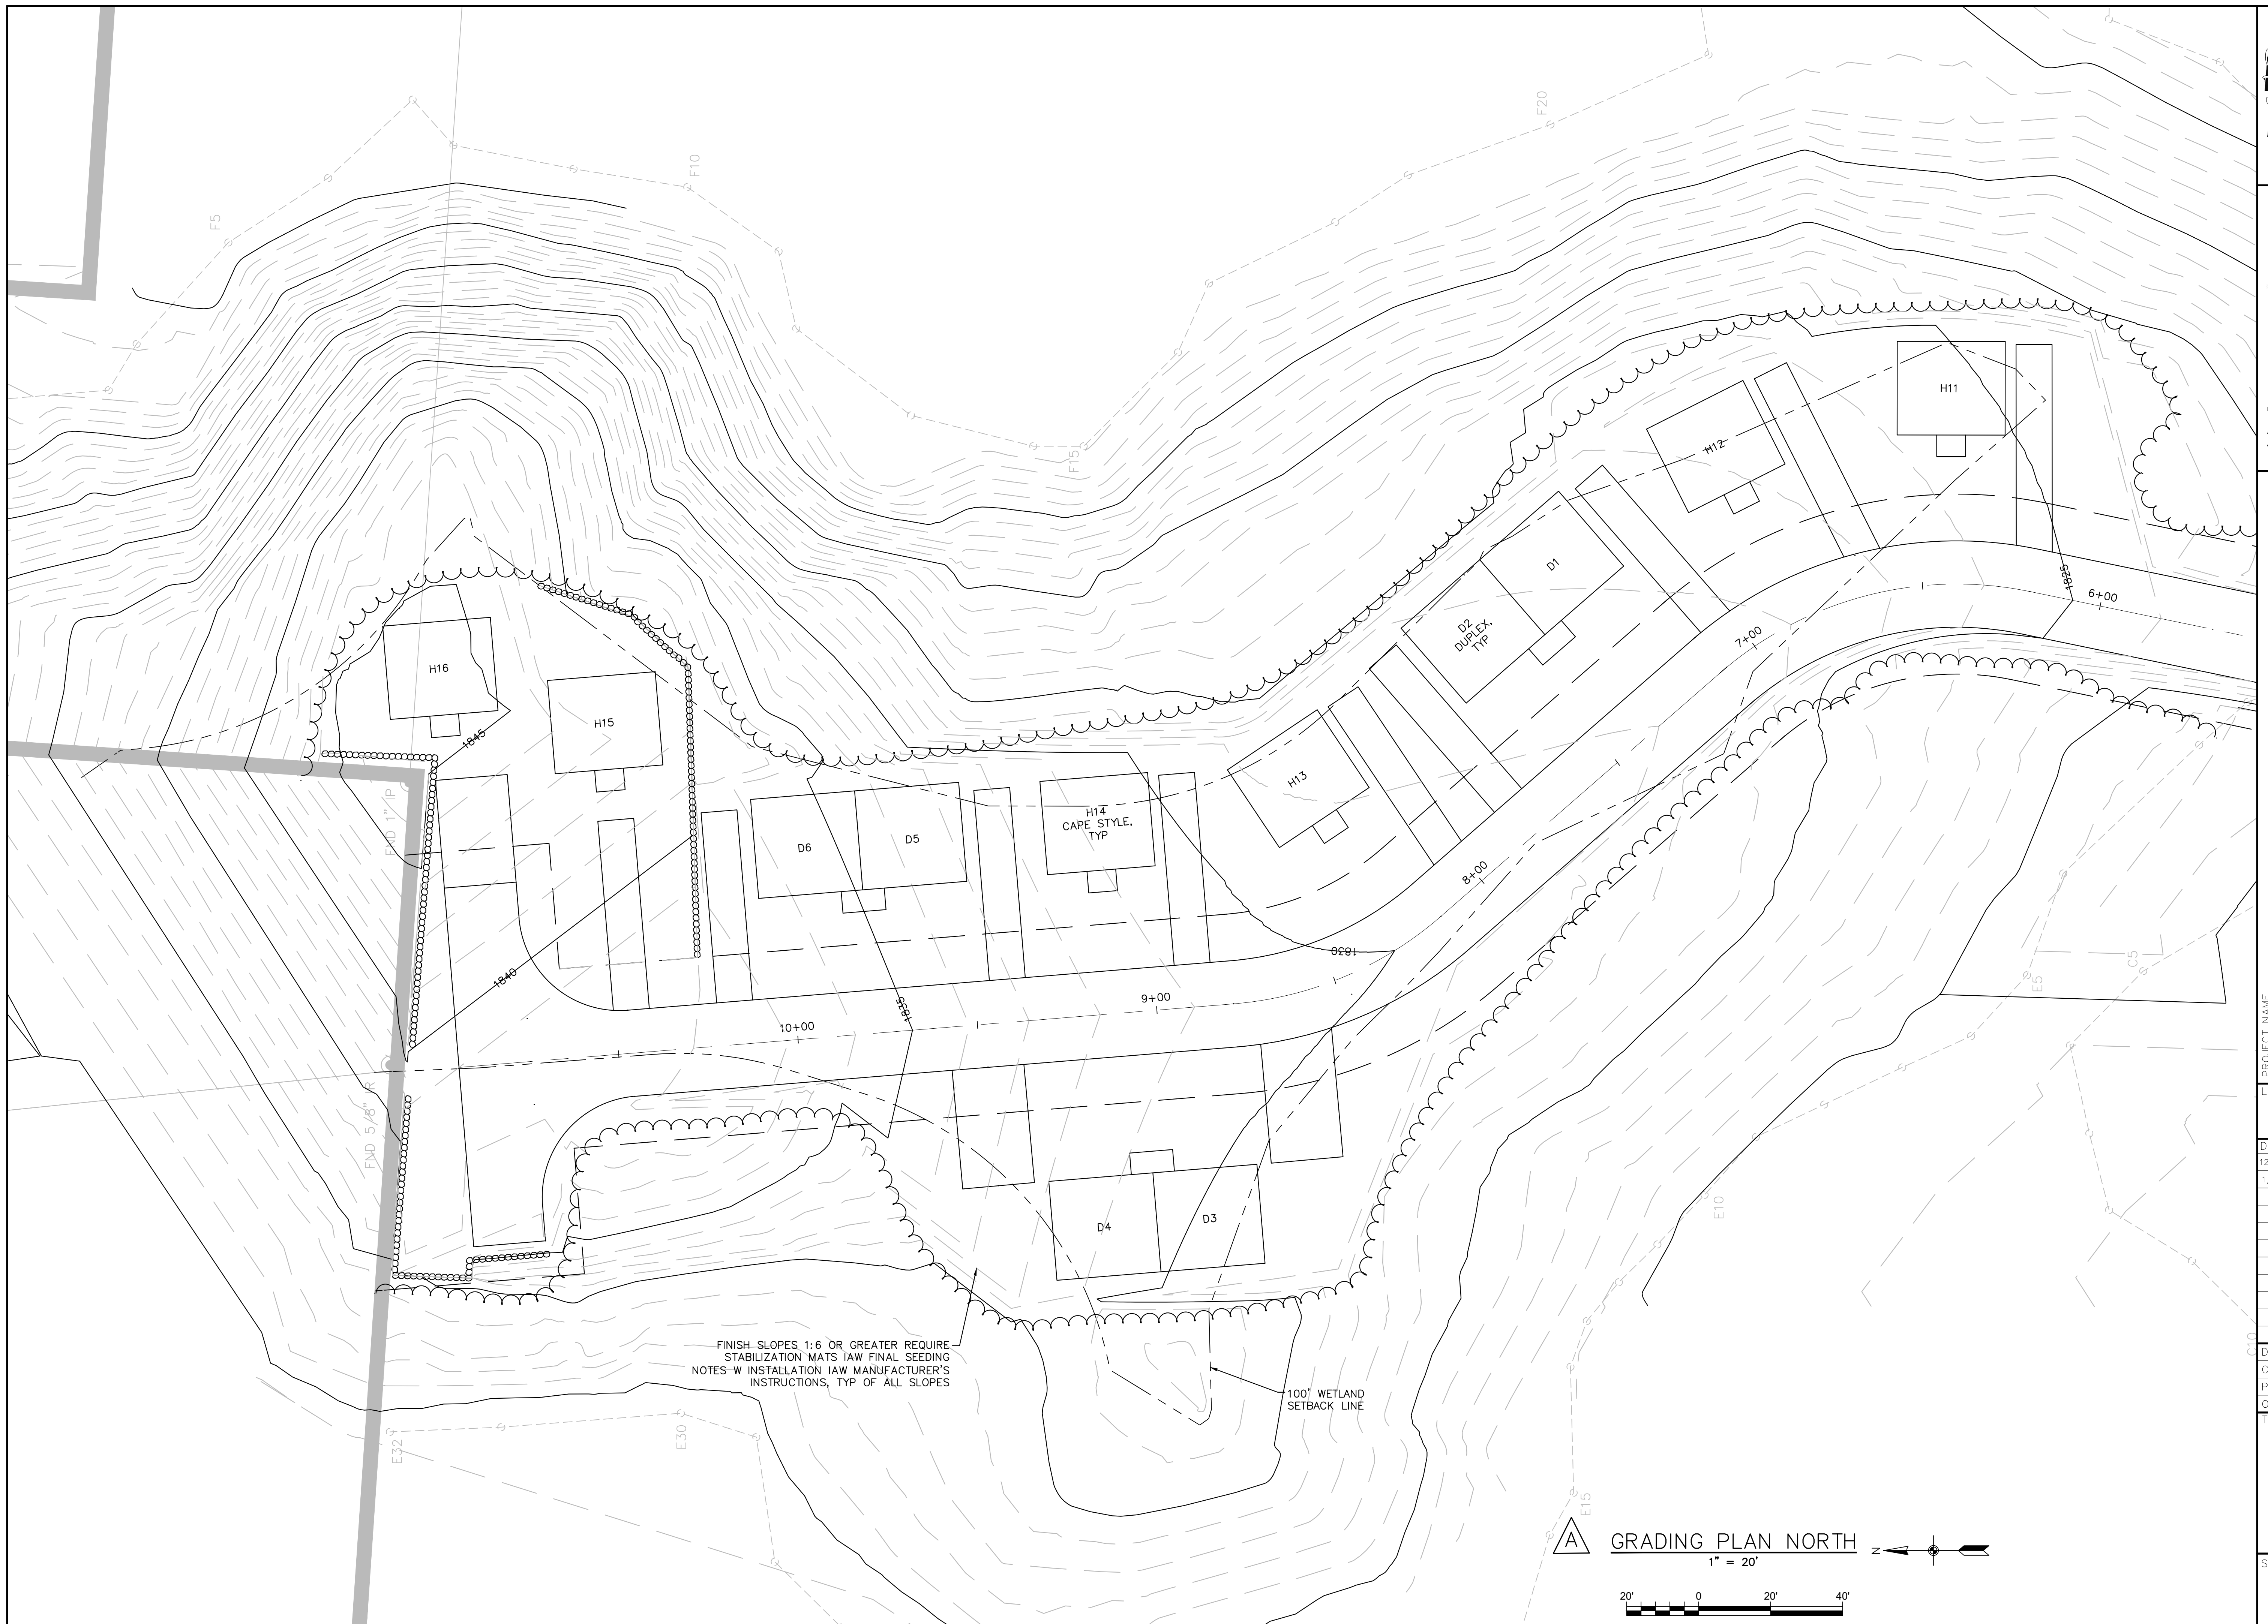 F5
F10
F15
F20
H11
H12
D1
D2
DUPLEX,
TYP
H13
H14
CAPE STYLE,
TYP
D5
D6
H15
H16
1845
1840
1835
1830
1825
6+00
7+00
8+00
9+00
10+00
FND 1" IP
FND 5/8" IR
D4
D3
FINISH SLOPES 1:6 OR GREATER REQUIRE
STABILIZATION MATS IAW FINAL SEEDING
NOTES W INSTALLATION IAW MANUFACTURER'S
INSTRUCTIONS, TYP OF ALL SLOPES
100' WETLAND
SETBACK LINE
E32
E30
E15
E10
E5
C5
C10
A
GRADING PLAN NORTH
1" = 20'
N
20'
0
20'
40'
PROJECT NAME